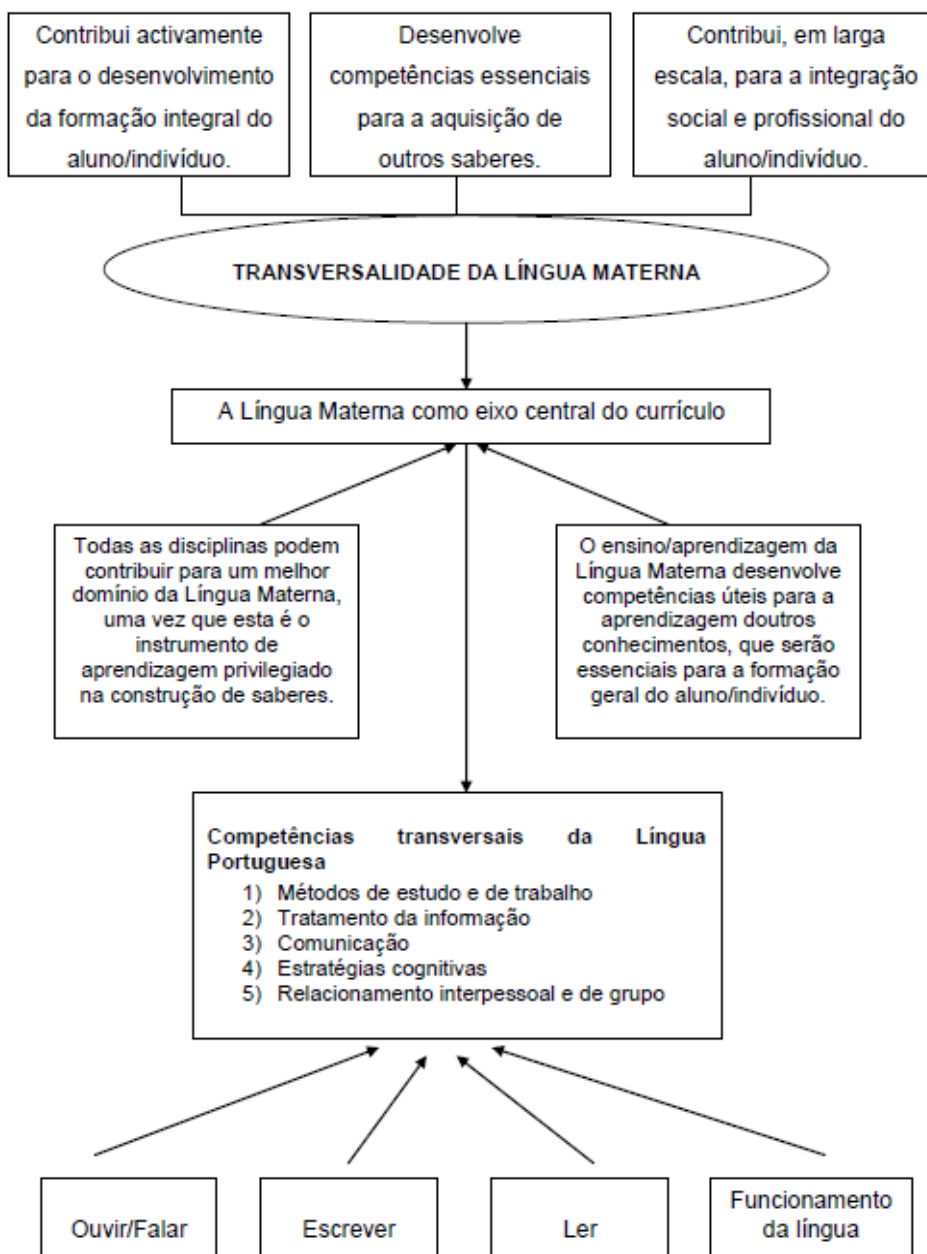 Contribui activamente
para o desenvolvimento
da formação integral do
aluno/indivíduo.
Desenvolve
competências essenciais
para a aquisição de
outros saberes.
Contribui, em larga
escala, para a integração
social e profissional do
aluno/indivíduo.
TRANSVERSALIDADE DA LÍNGUA MATERNA
A Língua Materna como eixo central do currículo
Todas as disciplinas podem
contribuir para um melhor
domínio da Língua Materna,
uma vez que esta é o
instrumento de
aprendizagem privilegiado
na construção de saberes.
O ensino/aprendizagem da
Língua Materna desenvolve
competências úteis para a
aprendizagem doutros
conhecimentos, que serão
essenciais para a formação
geral do aluno/indivíduo.
Competências transversais da Língua
Portuguesa
1) Métodos de estudo e de trabalho
2) Tratamento da informação
3) Comunicação
4) Estratégias cognitivas
5) Relacionamento interpessoal e de grupo
Ouvir/Falar
Escrever
Ler
Funcionamento
da língua